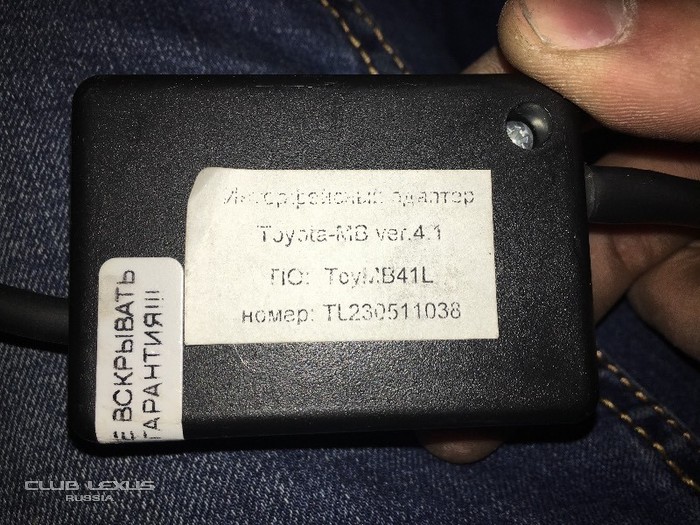 Интерфейсный адаптер
Toyota-MB ver.4.1
ПО: ToyMB41L
номер: TL230511038
Е ВСКРЫВАТЬ
ГАРАНТИЯ!!!
CLUB LEXUS
RUSSIA